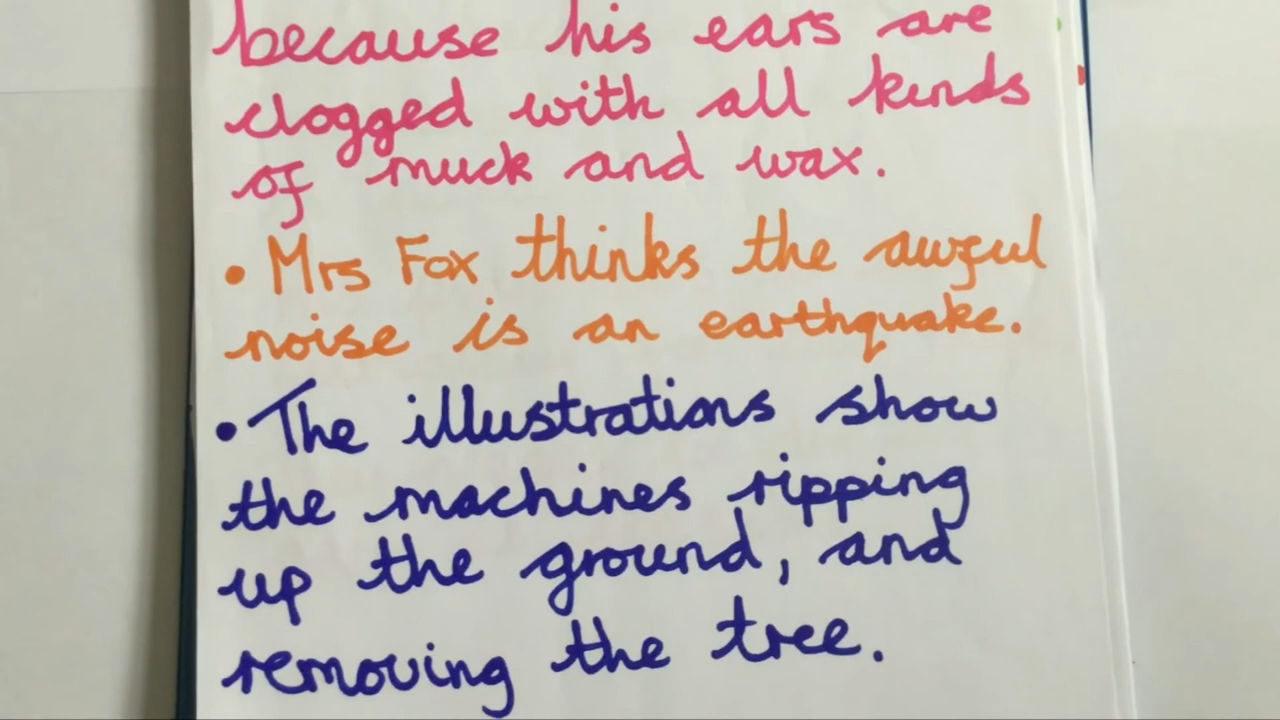 because his ears are
clogged with all kinds
of muck and wax.
• Mrs Fox thinks the awful
noise is an earthquake.
• The illustrations show
the machines ripping
up the ground, and
removing the tree.